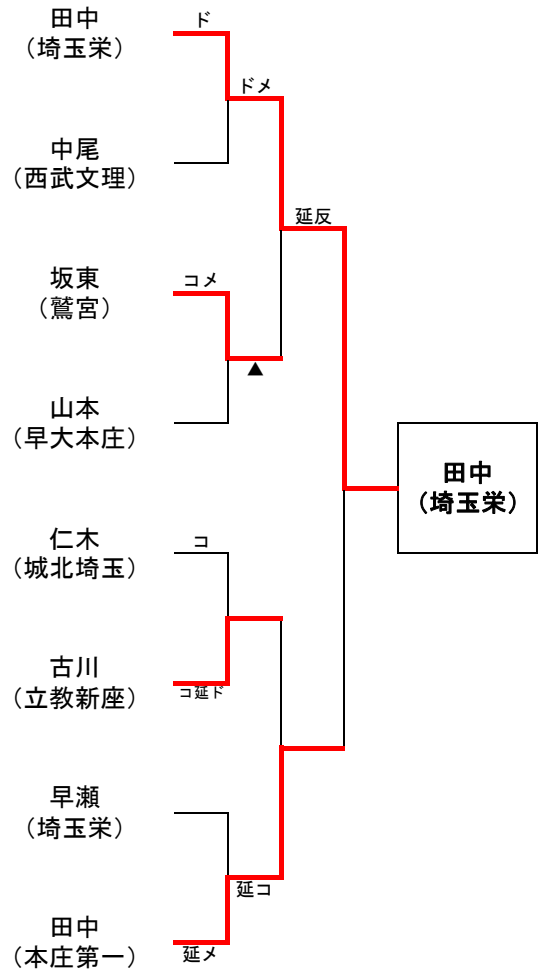 田中
（埼玉栄）
ド
ドメ
中尾
（西武文理）
延反
坂東
（鷲宮）
コメ
▲
山本
（早大本庄）
田中
（埼玉栄）
仁木
（城北埼玉）
コ
古川
（立教新座）
コ延ド
早瀬
（埼玉栄）
延コ
田中
（本庄第一）
延メ